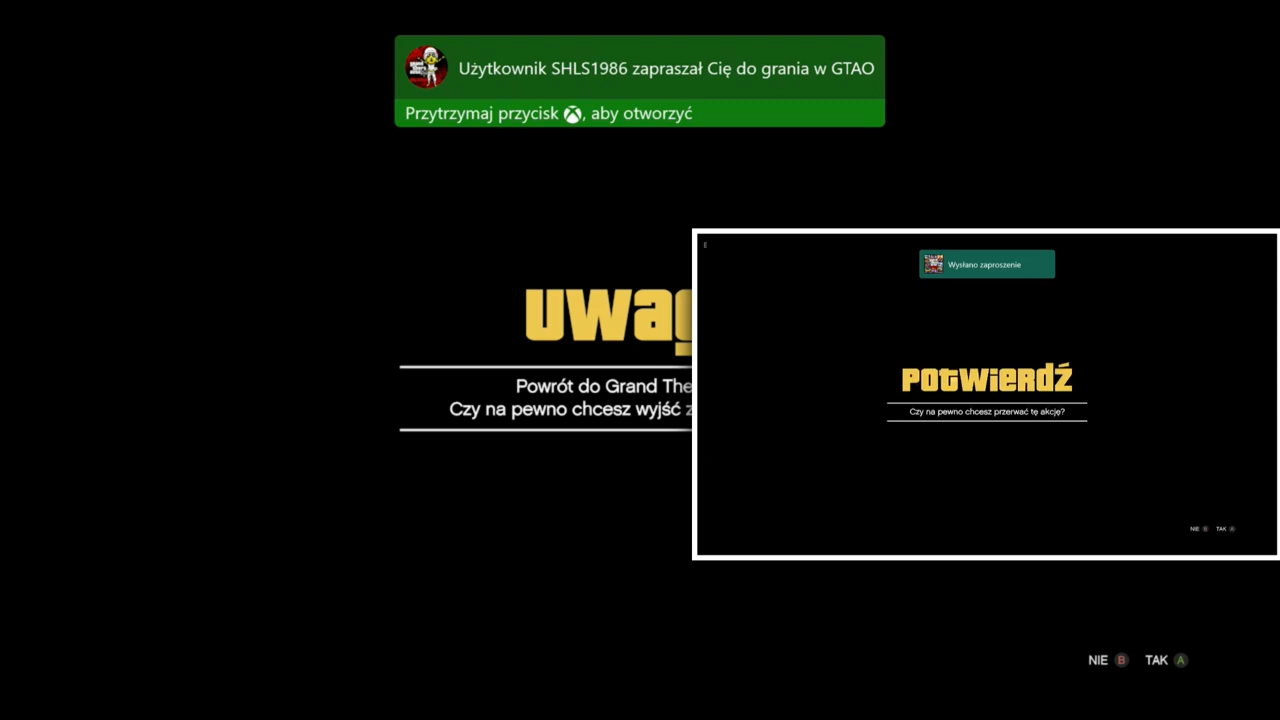 Użytkownik SHLS1986 zapraszał Cię do grania w GTAO
Przytrzymaj przycisk , aby otworzyć
Wysłano zaproszenie
uwag
Powrót do Grand The
Czy na pewno chcesz wyjść z
Potwierdź
Czy na pewno chcesz przerwać tę akcję?
NIE B TAK A
NIE B TAK A